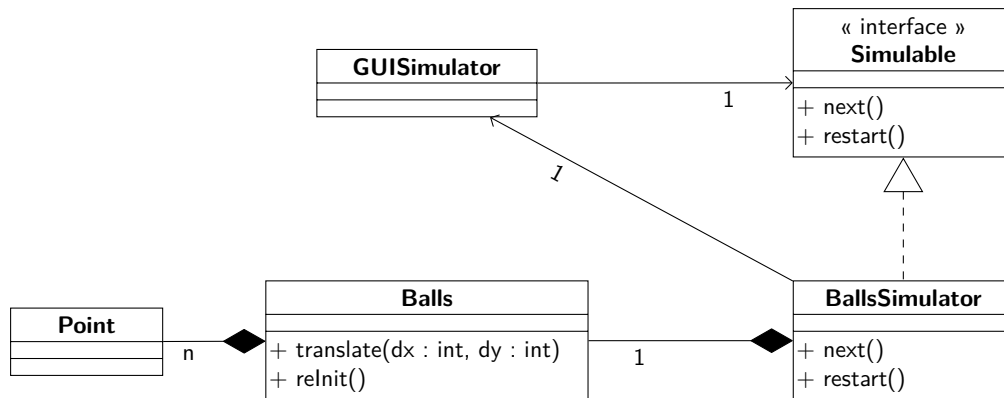 « interface »
Simulable
+ next()
+ restart()
GUISimulator
1
1
Point
n
Balls
+ translate(dx : int, dy : int)
+ reInit()
1
BallsSimulator
+ next()
+ restart()